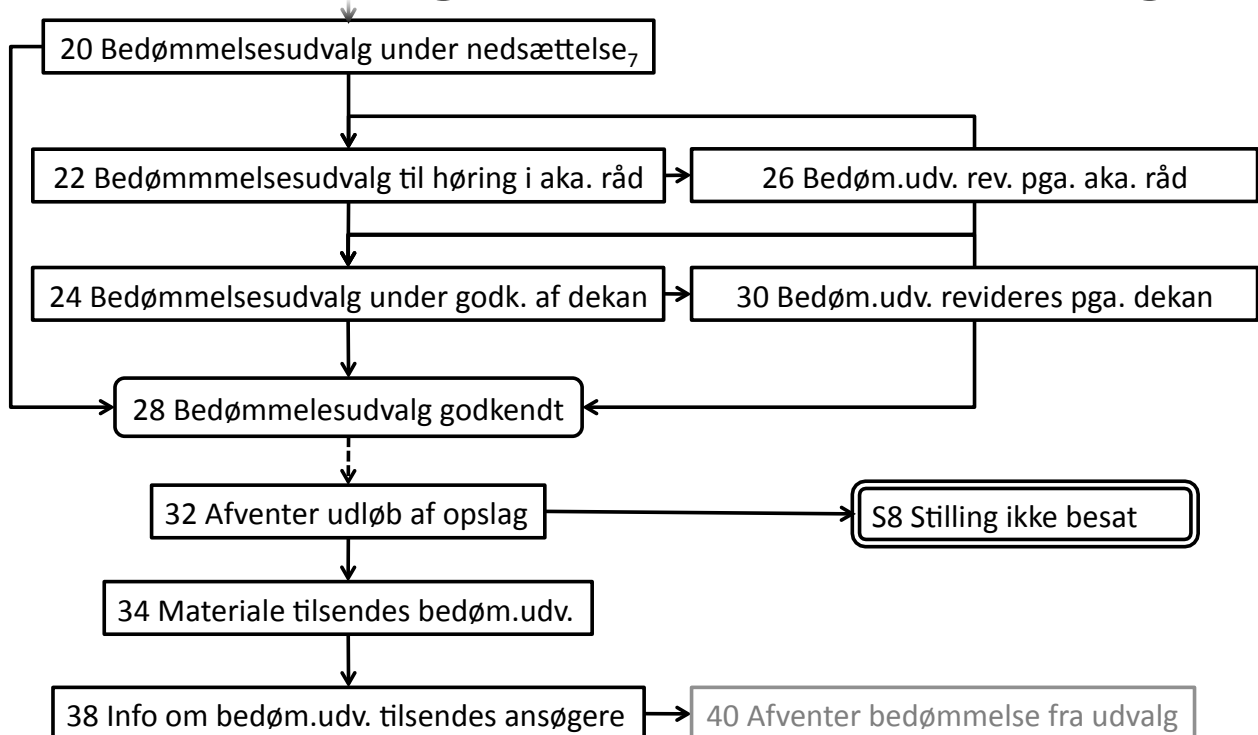 20 Bedømmelsesudvalg under nedsættelse₇
22 Bedømmmelsesudvalg til høring i aka. råd
26 Bedøm.udv. rev. pga. aka. råd
24 Bedømmelsesudvalg under godk. af dekan
30 Bedøm.udv. revideres pga. dekan
28 Bedømmelesudvalg godkendt
32 Afventer udløb af opslag
S8 Stilling ikke besat
34 Materiale tilsendes bedøm.udv.
38 Info om bedøm.udv. tilsendes ansøgere
40 Afventer bedømmelse fra udvalg